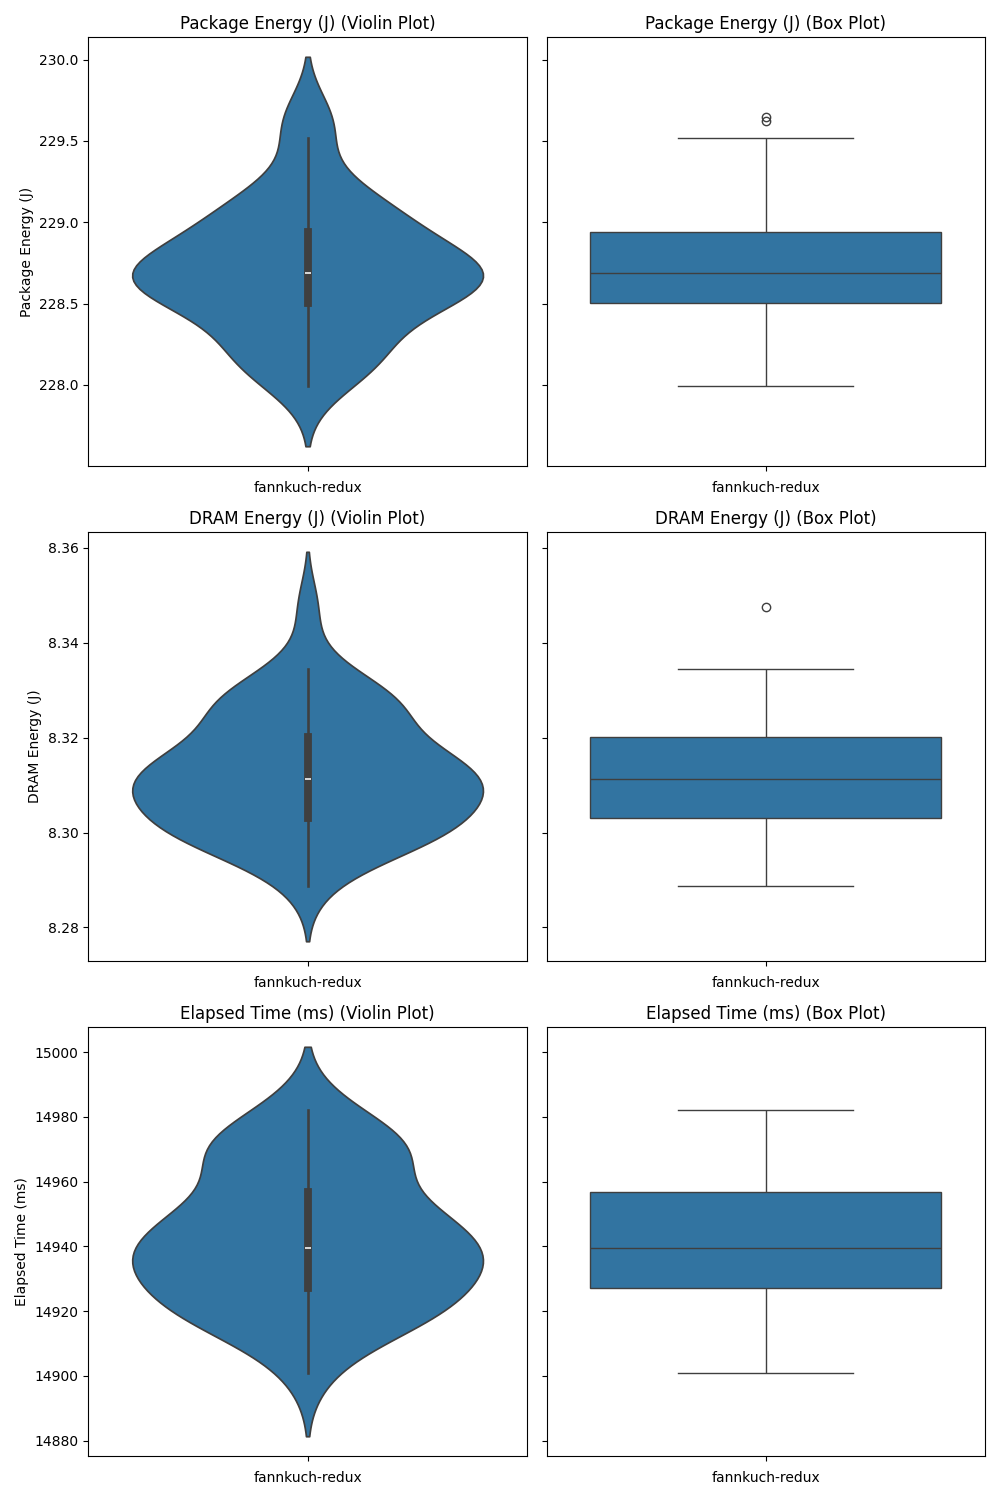 Package Energy (J) (Violin Plot)
Package Energy (J) (Box Plot)
Package Energy (J)
230.0
229.5
229.0
228.5
228.0
fannkuch-redux
fannkuch-redux
DRAM Energy (J) (Violin Plot)
DRAM Energy (J) (Box Plot)
DRAM Energy (J)
8.36
8.34
8.32
8.30
8.28
fannkuch-redux
fannkuch-redux
Elapsed Time (ms) (Violin Plot)
Elapsed Time (ms) (Box Plot)
Elapsed Time (ms)
15000
14980
14960
14940
14920
14900
14880
fannkuch-redux
fannkuch-redux